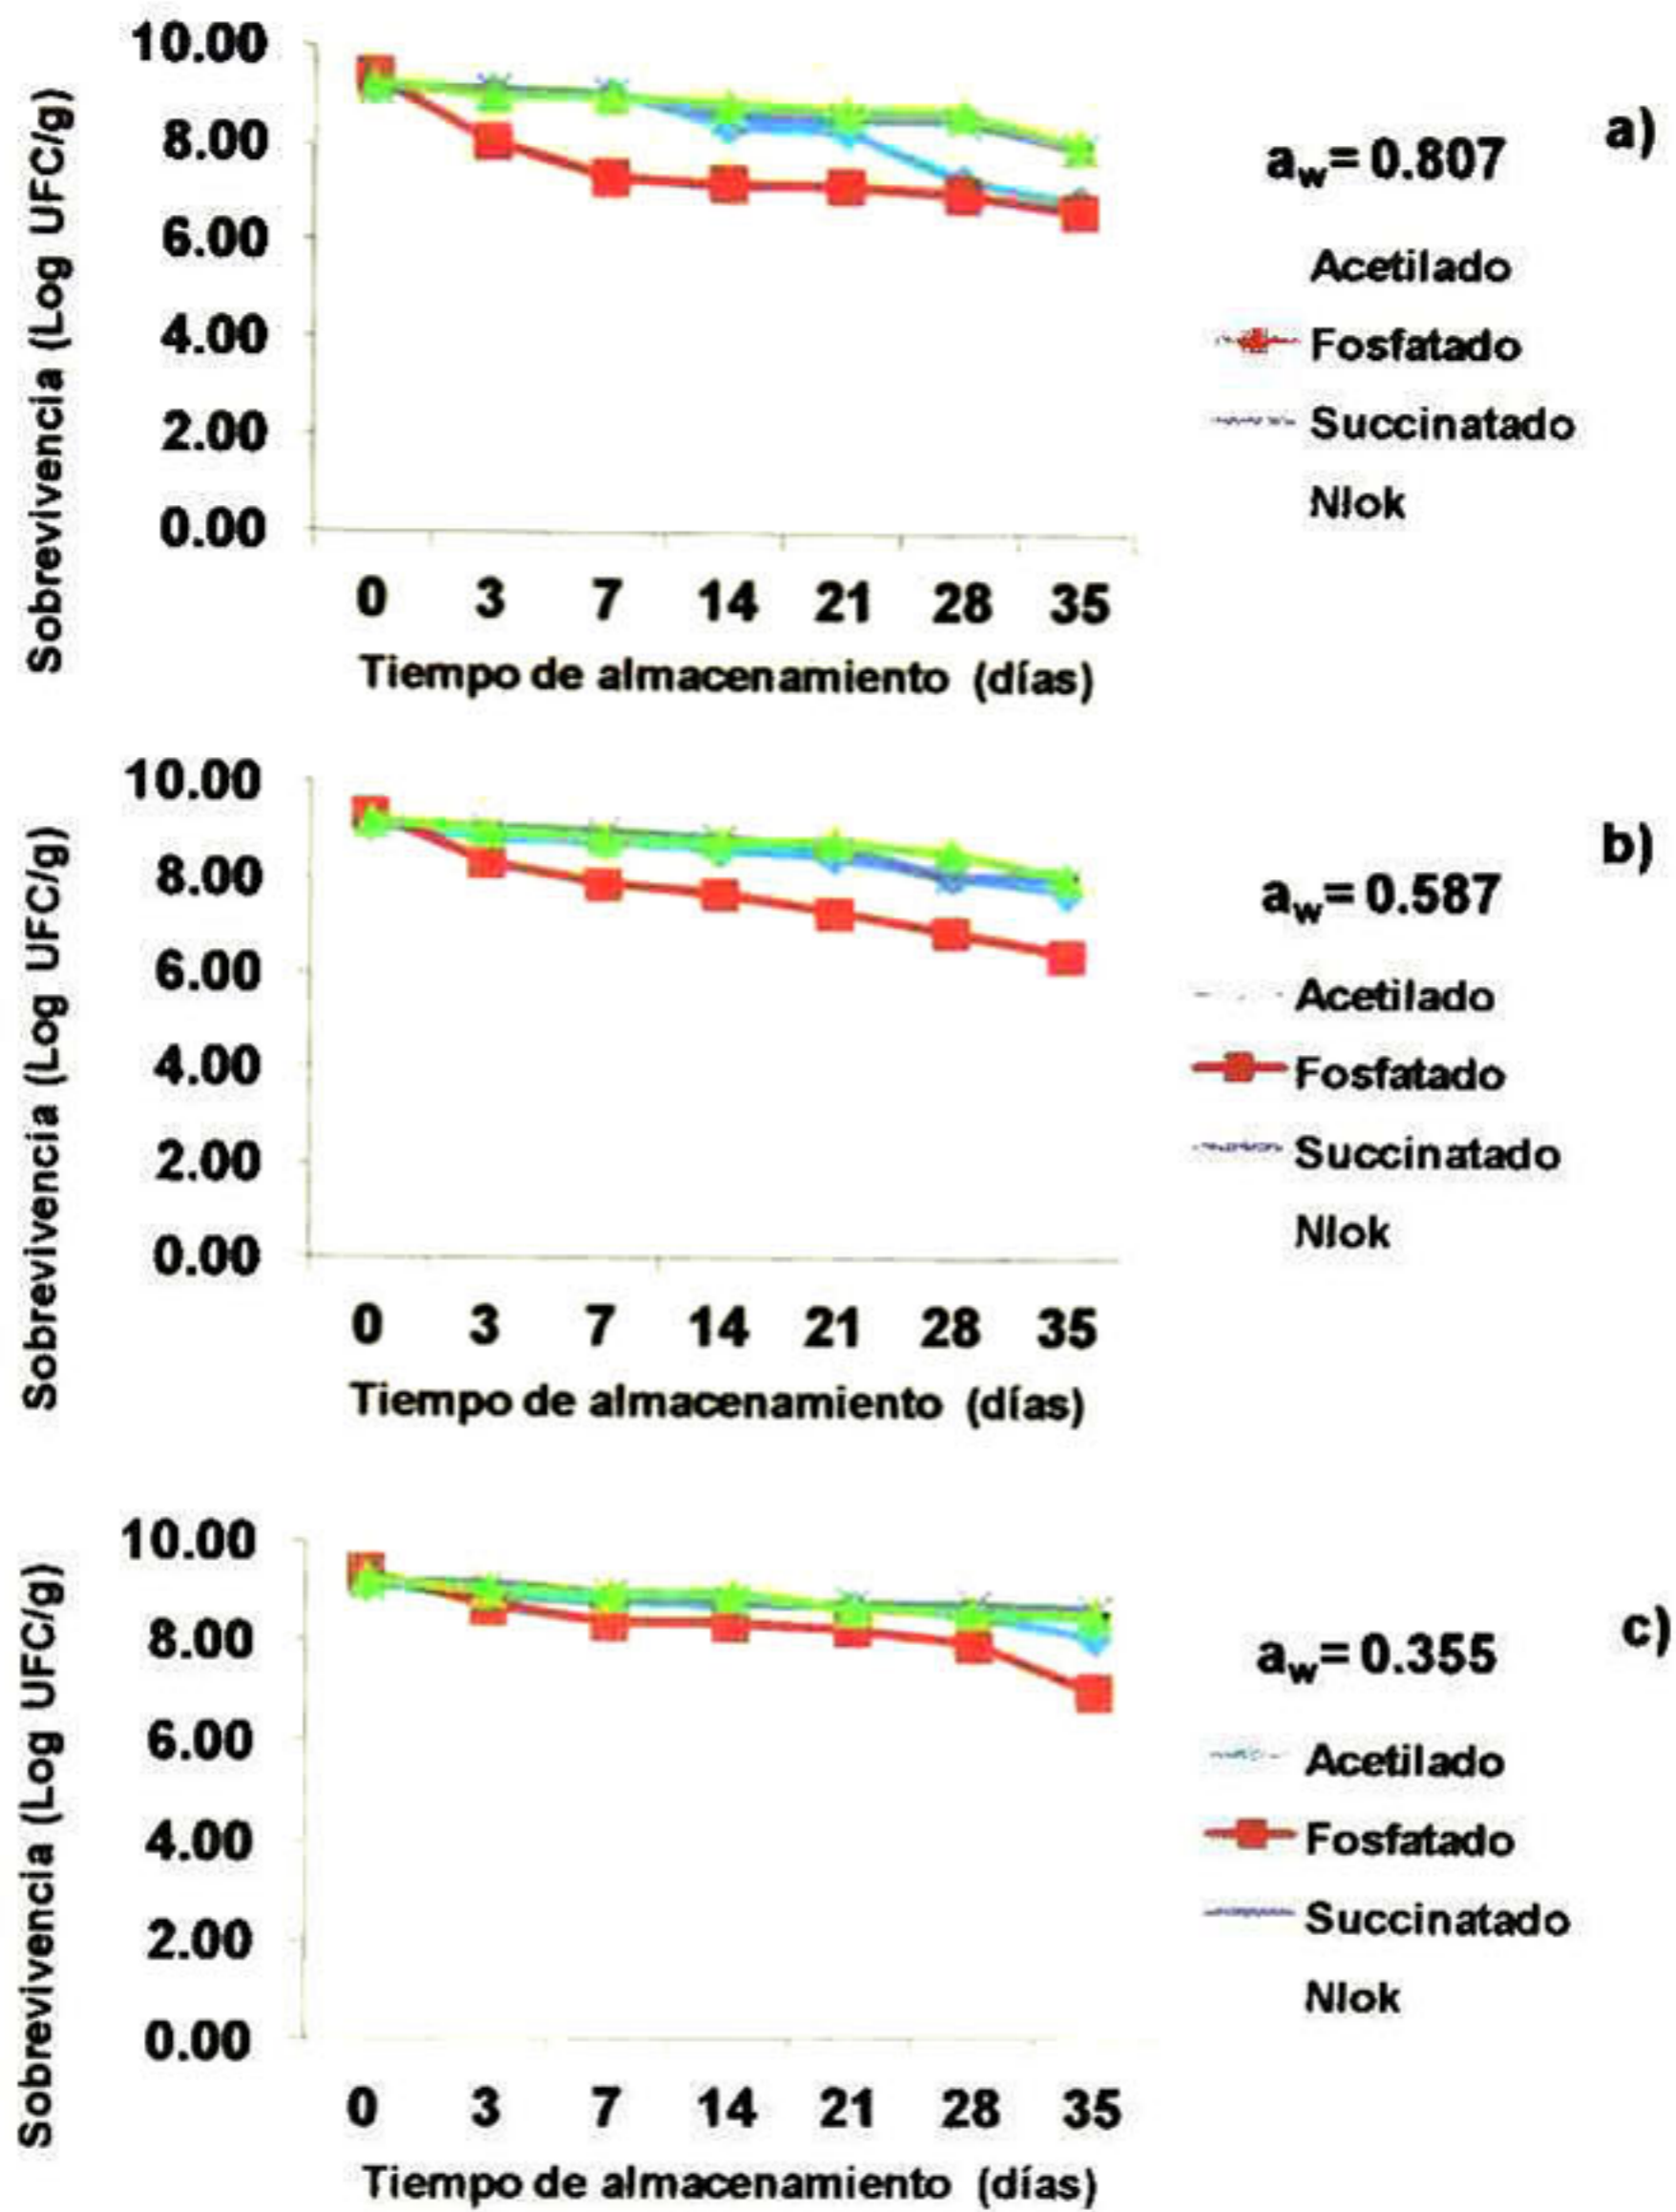 Sobrevivencia (Log UFC/g)
10.00
8.00
6.00
4.00
2.00
0.00
0 3 7 14 21 28 35
Tiempo de almacenamiento (días)
a)
aw= 0.807
Acetilado
Fosfatado
Succinatado
Nlok
Sobrevivencia (Log UFC/g)
10.00
8.00
6.00
4.00
2.00
0.00
0 3 7 14 21 28 35
Tiempo de almacenamiento (días)
b)
aw= 0.587
Acetilado
Fosfatado
Succinatado
Nlok
Sobrevivencia (Log UFC/g)
10.00
8.00
6.00
4.00
2.00
0.00
0 3 7 14 21 28 35
Tiempo de almacenamiento (días)
c)
aw= 0.355
Acetilado
Fosfatado
Succinatado
Nlok